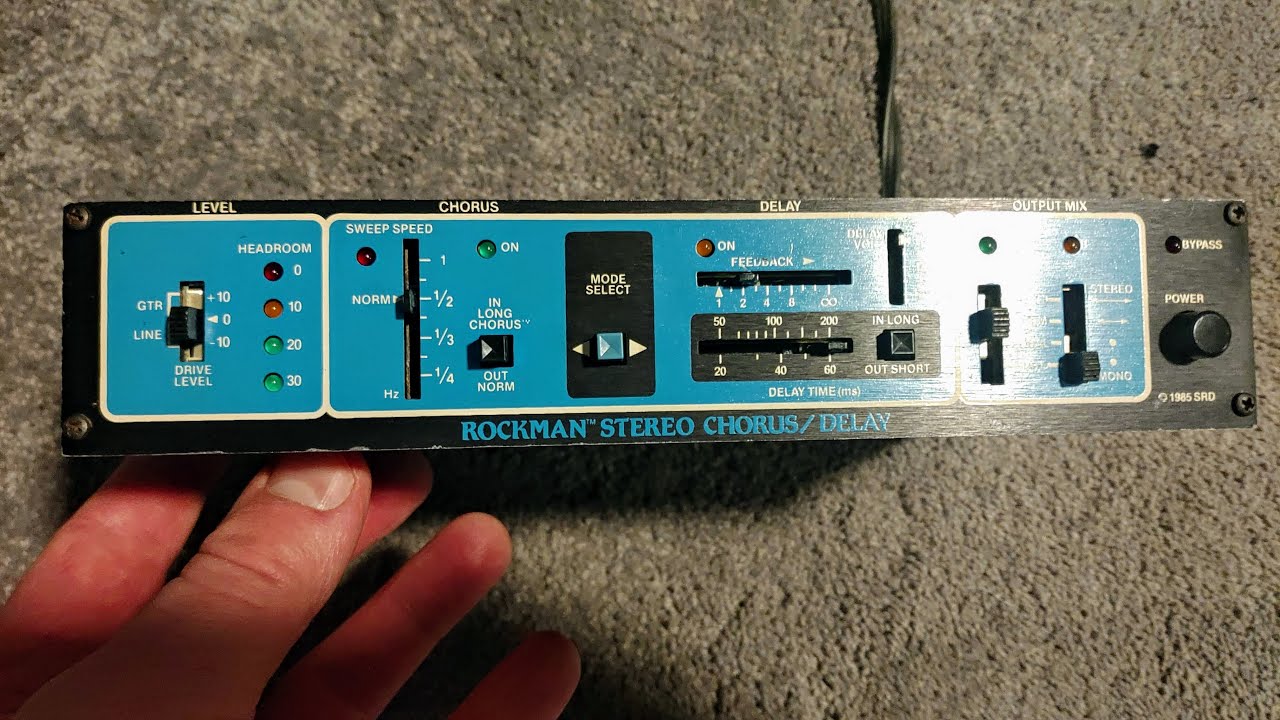 LEVEL
CHORUS
DELAY
OUTPUT MIX
HEADROOM
0
10
20
30
GTR
LINE
+10
0
-10
DRIVE
LEVEL
SWEEP SPEED
1
NORM
1/2
1/3
1/4
Hz
ON
IN
LONG
CHORUS
OUT
NORM
MODE
SELECT
ON
FEEDBACK
1 2 4 8 ∞
DELAY
50 100 200
20 40 60
DELAY TIME (ms)
IN LONG
OUT SHORT
STEREO
MONO
BYPASS
POWER
© 1985 SRD
ROCKMAN™ STEREO CHORUS/DELAY